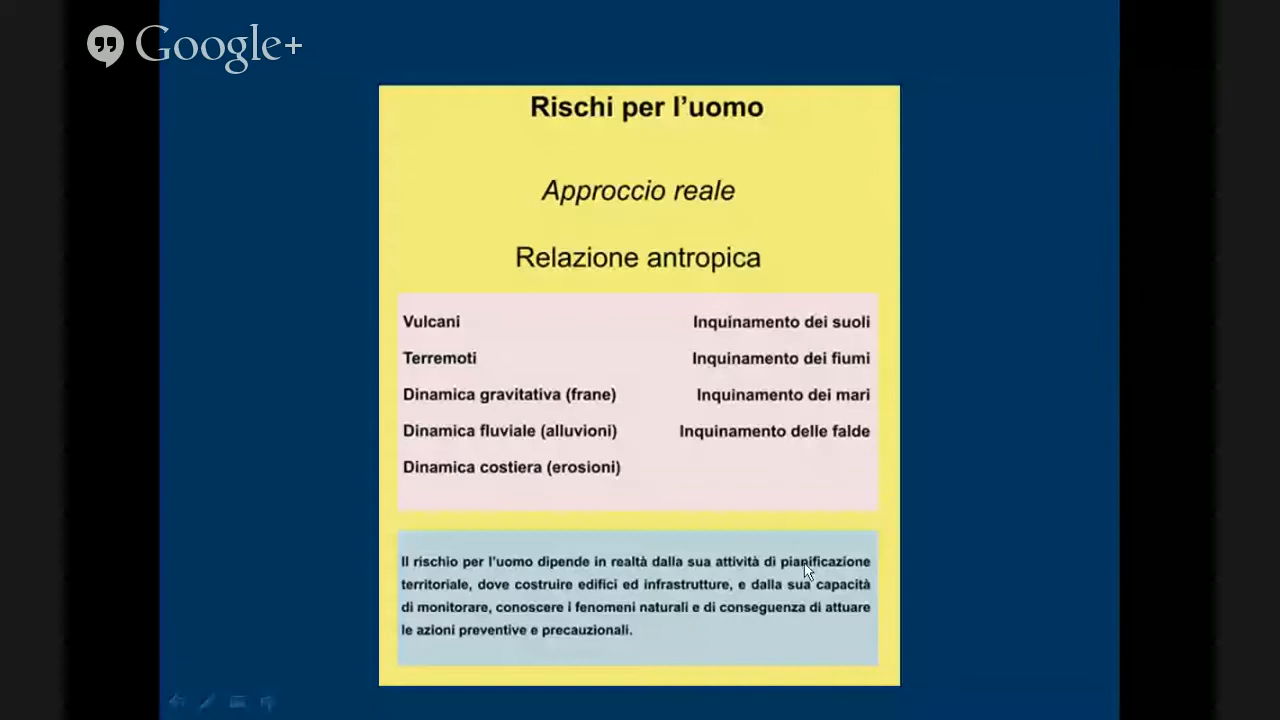 Google+
Rischi per l’uomo
Approccio reale
Relazione antropica
Vulcani
Inquinamento dei suoli
Terremoti
Inquinamento dei fiumi
Dinamica gravitativa (frane)
Inquinamento dei mari
Dinamica fluviale (alluvioni)
Inquinamento delle falde
Dinamica costiera (erosioni)
Il rischio per l’uomo dipende in realtà dalla sua attività di pianificazione
territoriale, dove costruire edifici ed infrastrutture, e dalla sua capacità
di monitorare, conoscere i fenomeni naturali e di conseguenza di attuare
le azioni preventive e precauzionali.